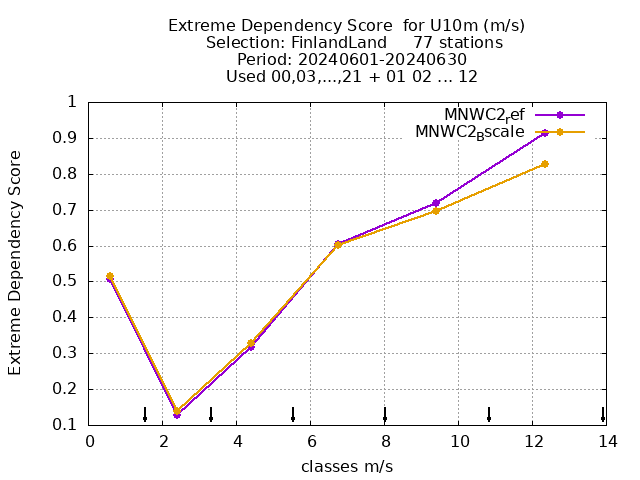 Extreme Dependency Score  for U10m (m/s)
Selection: FinlandLand     77 stations
Period: 20240601-20240630
Used 00,03,...,21 + 01 02 ... 12
MNWC2ref
MNWC2Bscale
Extreme Dependency Score
1
0.9
0.8
0.7
0.6
0.5
0.4
0.3
0.2
0.1
0 2 4 6 8 10 12 14
classes m/s